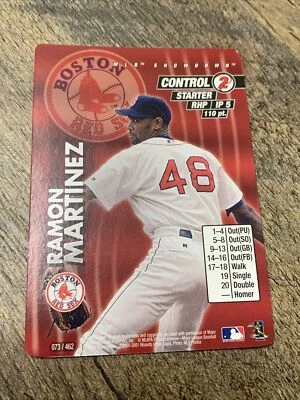 MLB SHOWDOWN™
BOSTON
RED S
CONTROL 2
STARTER
RHP IP 5
110 pt.
48
RAMON
MARTINEZ
1–4 Out(PU)
5–8 Out(SO)
9–13 Out(GB)
14–16 Out(FB)
17–18 Walk
19 Single
20 Double
— Homer
BOSTON
RED SOX
073 / 462